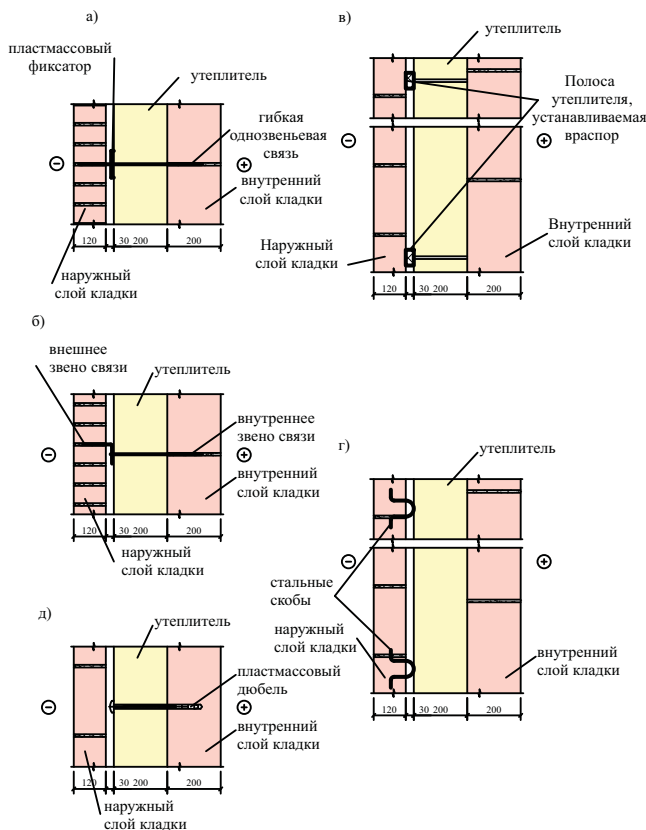 а)
пластмассовый
фиксатор
утеплитель
гибкая
однозвеньевая
связь
внутренний
слой кладки
120 30 200 200
наружный
слой кладки
б)
внешнее
звено связи
утеплитель
внутреннее
звено связи
внутренний
слой кладки
120 30 200 200
наружный
слой кладки
д)
утеплитель
пластмассовый
дюбель
внутренний
слой кладки
120 30 200 200
наружный
слой кладки
в)
утеплитель
Полоса
утеплителя,
устанавливаемая
враспор
Наружный
слой кладки
Внутренний
слой кладки
120 30 200 200
г)
утеплитель
стальные
скобы
наружный
слой кладки
внутренний
слой кладки
120 30 200 200